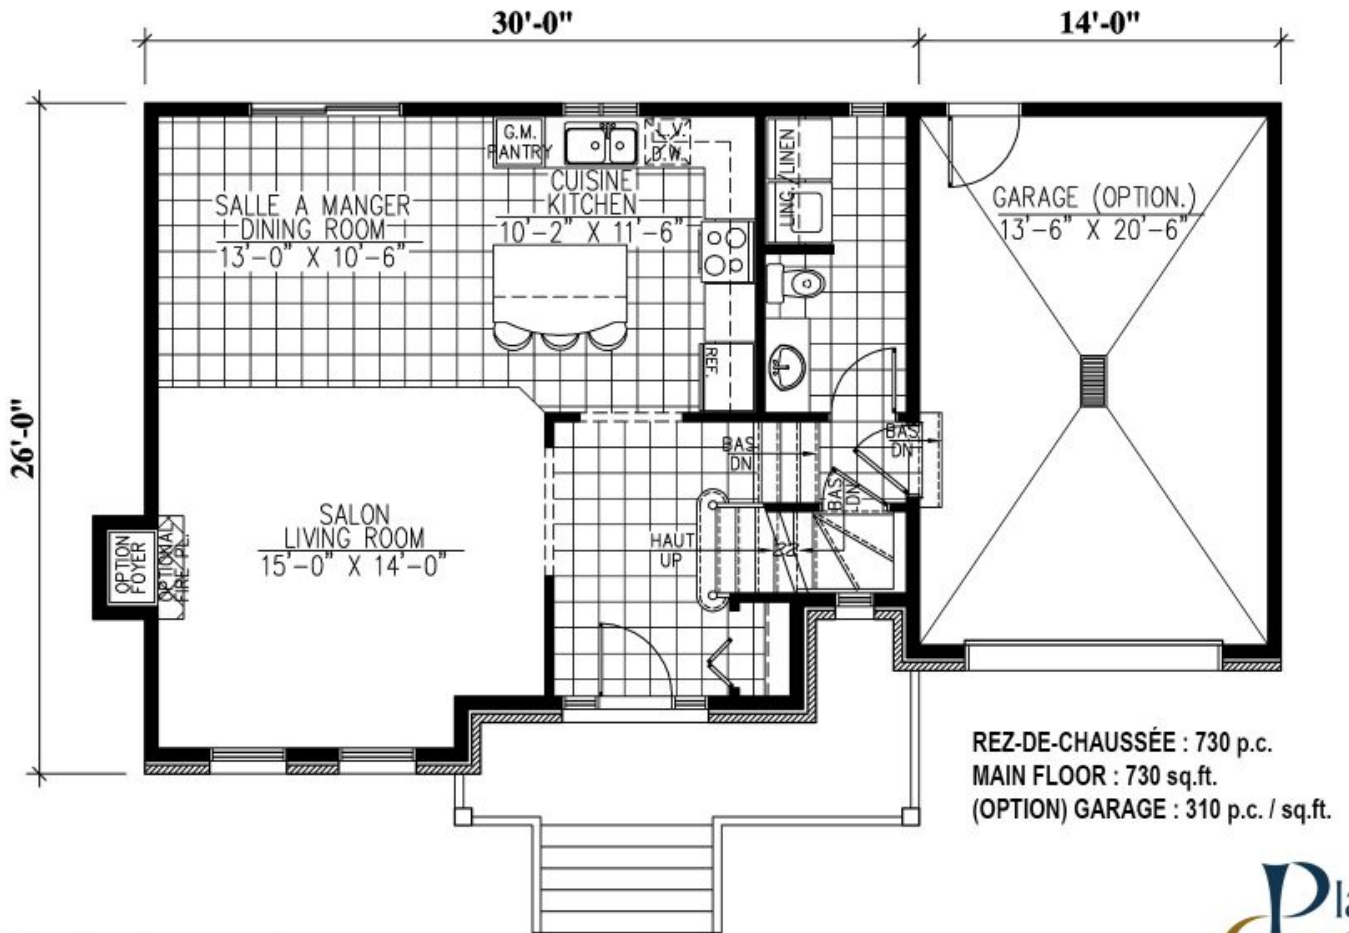 30'-0"
14'-0"
26'-0"
G.M.
PANTRY
L.V.
D.W.
LING./LINEN
CUISINE
KITCHEN
10'-2" X 11'-6"
SALLE A MANGER
DINING ROOM
13'-0" X 10'-6"
GARAGE (OPTION.)
13'-6" X 20'-6"
REF.
BAS
DN
BAS
DN
BAS
DN
HAUT
UP
22
SALON
LIVING ROOM
15'-0" X 14'-0"
OPTION
FOYER
OPTIONAL
FIRE PL.
REZ-DE-CHAUSSÉE : 730 p.c.
MAIN FLOOR : 730 sq.ft.
(OPTION) GARAGE : 310 p.c. / sq.ft.
Pla